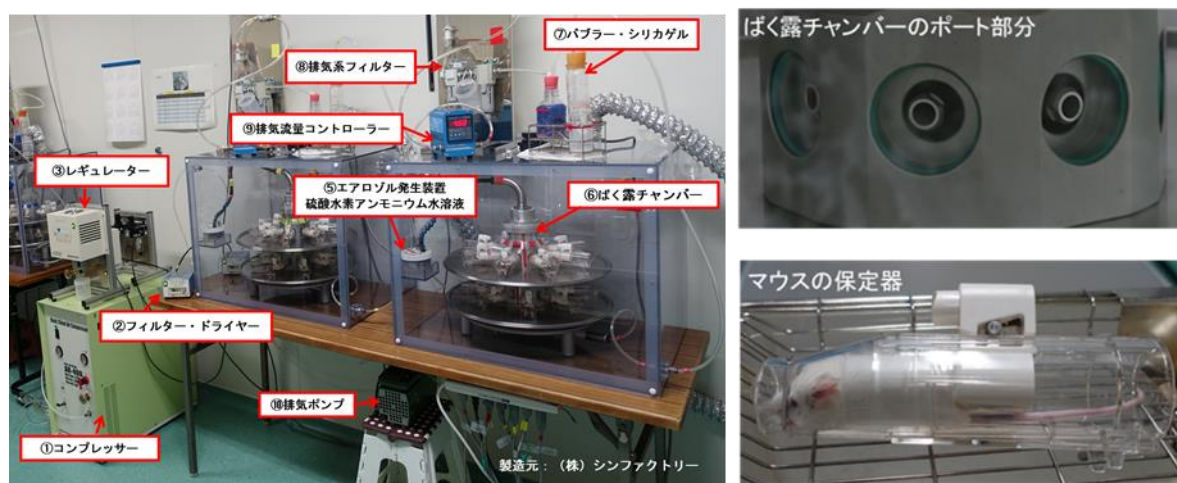 ⑦バブラー・シリカゲル
⑧排気系フィルター
⑨排気流量コントローラー
③レギュレーター
⑤エアロゾル発生装置
硫酸水素アンモニウム水溶液
⑥ばく露チャンバー
②フィルター・ドライヤー
⑩排気ポンプ
①コンプレッサー
製造元：（株）シンファクトリー
ばく露チャンバーのポート部分
マウスの保定器